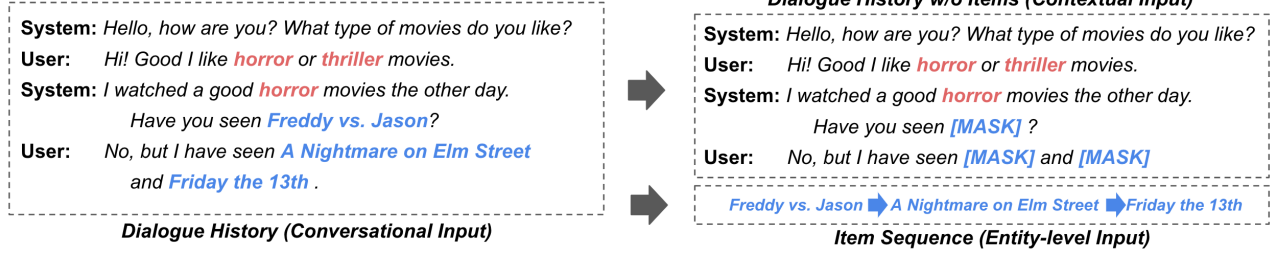 System: Hello, how are you? What type of movies do you like?
User: Hi! Good I like horror or thriller movies.
System: I watched a good horror movies the other day.
Have you seen Freddy vs. Jason?
User: No, but I have seen A Nightmare on Elm Street
and Friday the 13th .
Dialogue History (Conversational Input)
Dialogue History w/o Items (Contextual Input)
System: Hello, how are you? What type of movies do you like?
User: Hi! Good I like horror or thriller movies.
System: I watched a good horror movies the other day.
Have you seen [MASK] ?
User: No, but I have seen [MASK] and [MASK]
Freddy vs. Jason A Nightmare on Elm Street Friday the 13th
Item Sequence (Entity-level Input)